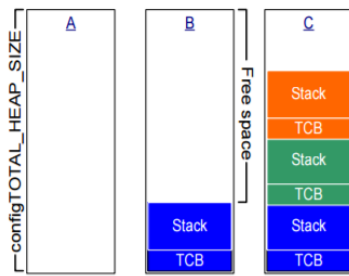 configTOTAL_HEAP_SIZE
A
B
Free space
Stack
TCB
C
Stack
TCB
Stack
TCB
Stack
TCB